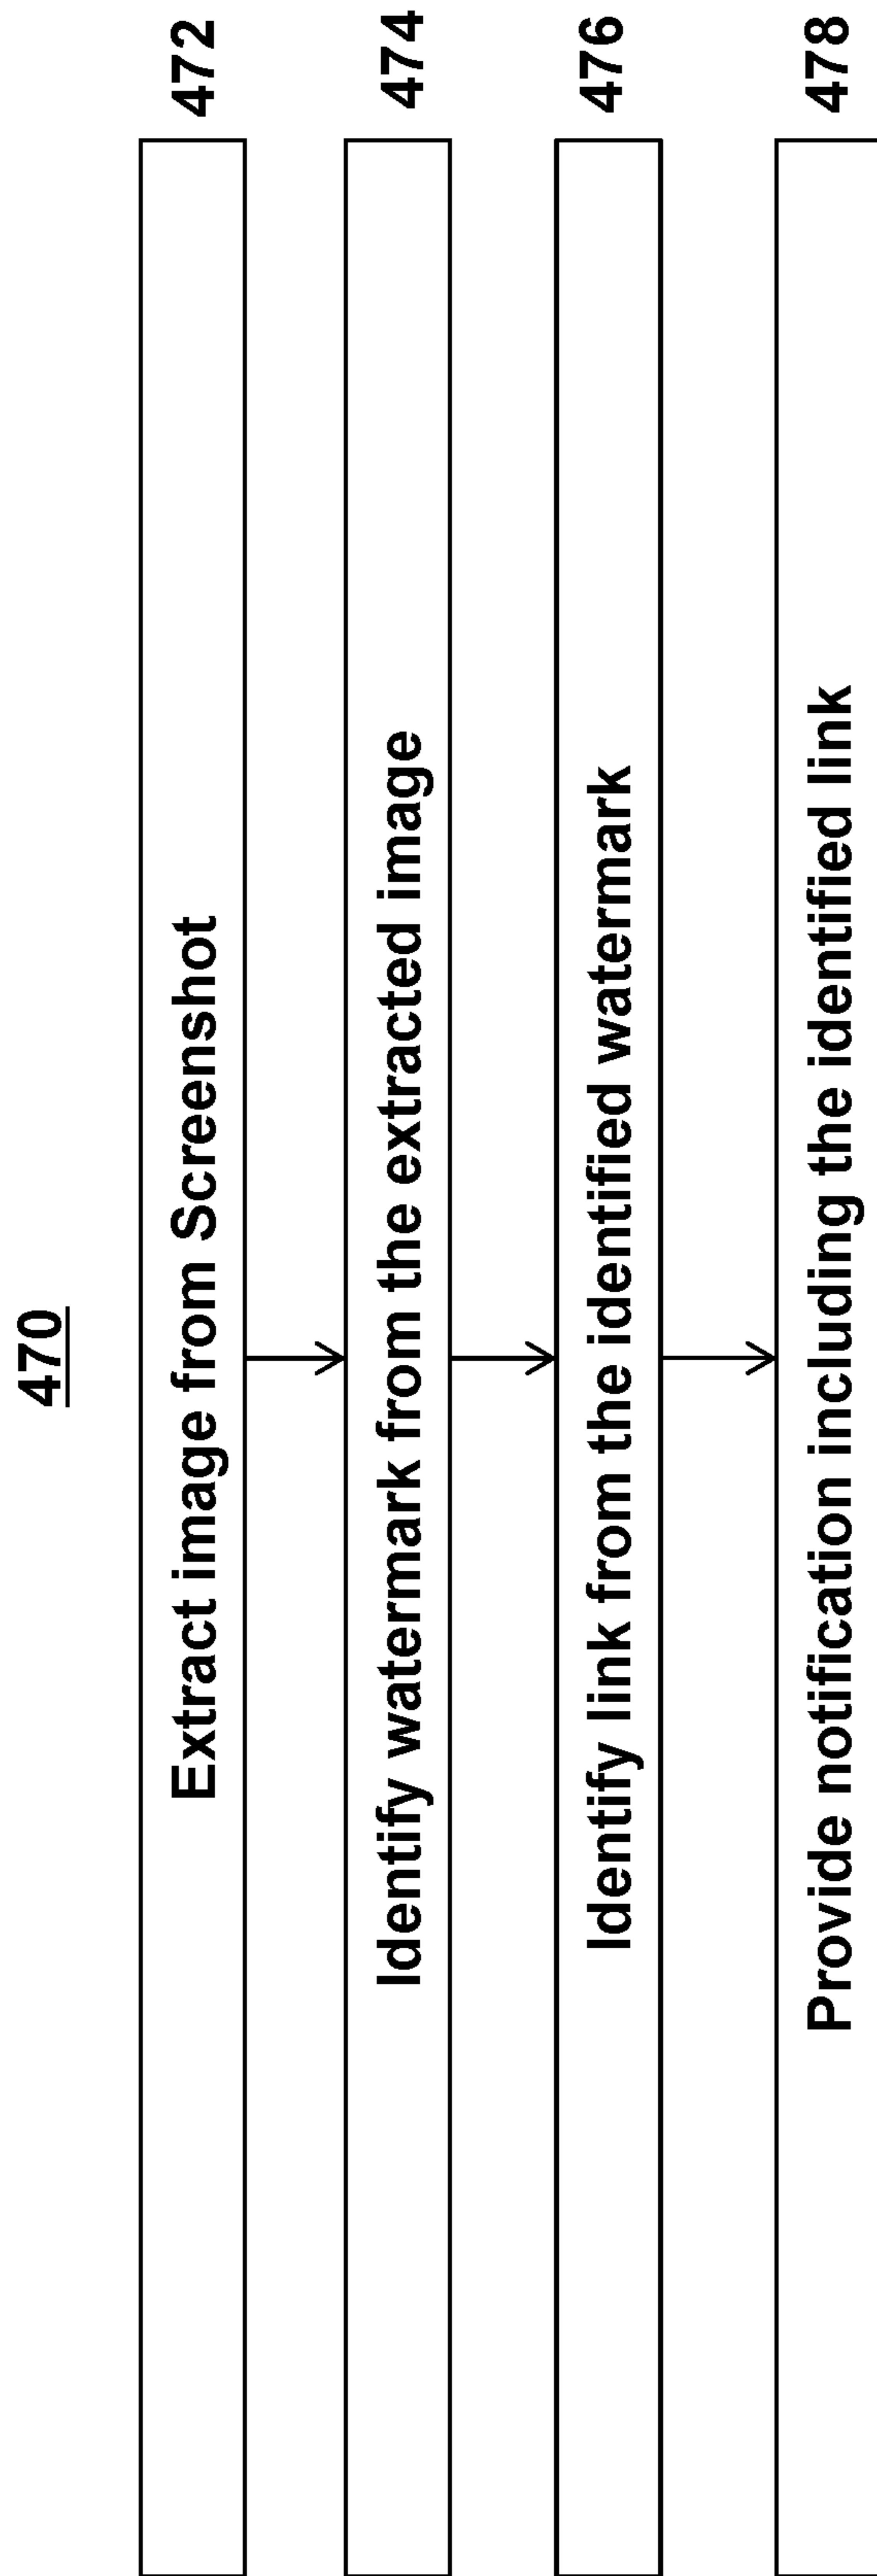 470
Extract image from Screenshot
472
Identify watermark from the extracted image
474
Identify link from the identified watermark
476
Provide notification including the identified link
478